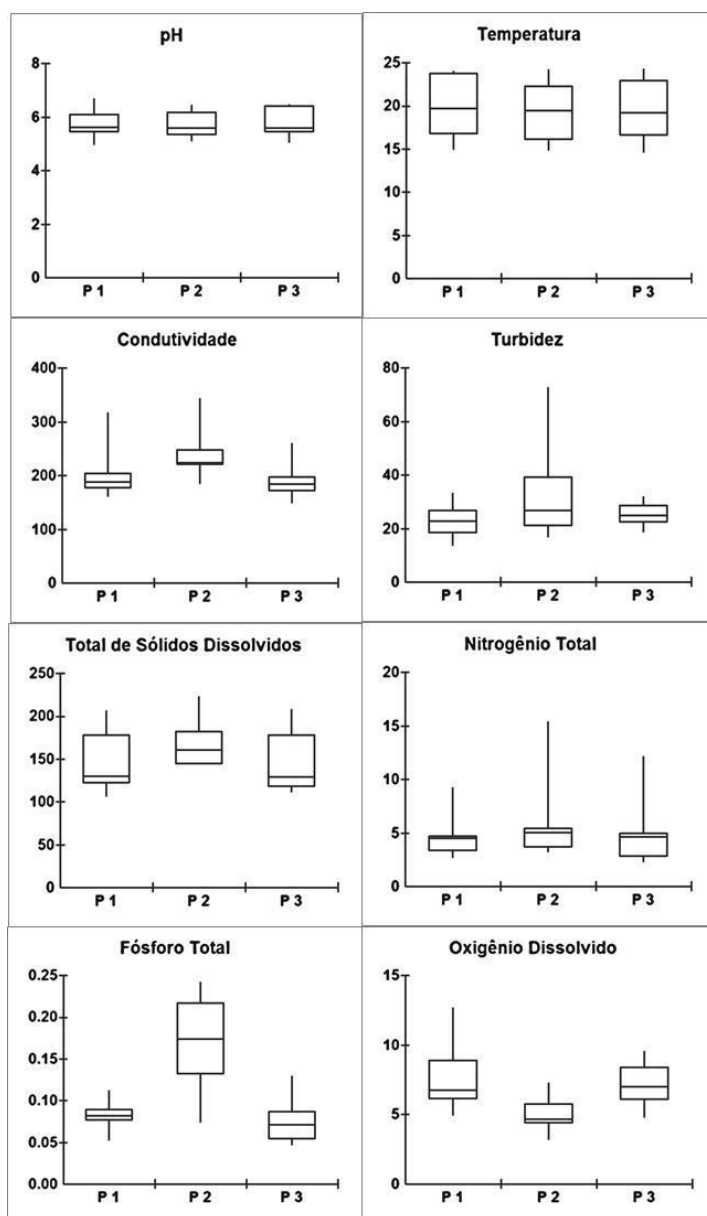 pH
8
6
4
2
0
P 1 P 2 P 3
Temperatura
25
20
15
10
5
0
P 1 P 2 P 3
Condutividade
400
300
200
100
0
P 1 P 2 P 3
Turbidez
80
60
40
20
0
P 1 P 2 P 3
Total de Sólidos Dissolvidos
250
200
150
100
50
0
P 1 P 2 P 3
Nitrogênio Total
20
15
10
5
0
P 1 P 2 P 3
Fósforo Total
0.25
0.20
0.15
0.10
0.05
0.00
P 1 P 2 P 3
Oxigênio Dissolvido
15
10
5
0
P 1 P 2 P 3